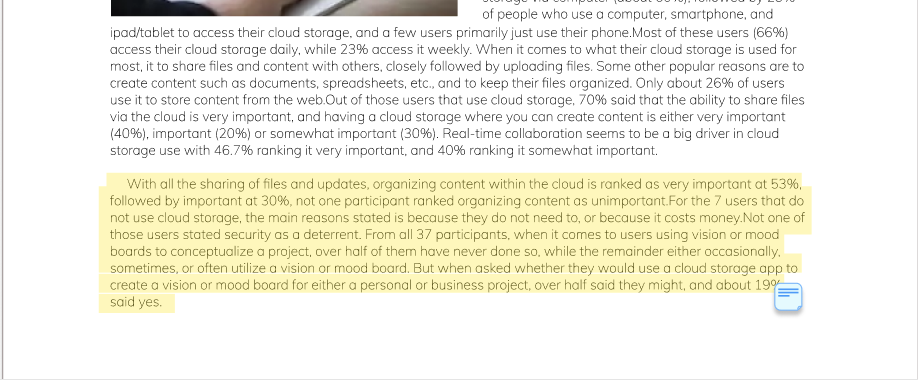 storage via computer (about 60%), followed by 23%
of people who use a computer, smartphone, and
ipad/tablet to access their cloud storage, and a few users primarily just use their phone.Most of these users (66%)
access their cloud storage daily, while 23% access it weekly. When it comes to what their cloud storage is used for
most, it to share files and content with others, closely followed by uploading files. Some other popular reasons are to
create content such as documents, spreadsheets, etc., and to keep their files organized. Only about 26% of users
use it to store content from the web.Out of those users that use cloud storage, 70% said that the ability to share files
via the cloud is very important, and having a cloud storage where you can create content is either very important
(40%), important (20%) or somewhat important (30%). Real-time collaboration seems to be a big driver in cloud
storage use with 46.7% ranking it very important, and 40% ranking it somewhat important.
With all the sharing of files and updates, organizing content within the cloud is ranked as very important at 53%,
followed by important at 30%, not one participant ranked organizing content as unimportant.For the 7 users that do
not use cloud storage, the main reasons stated is because they do not need to, or because it costs money.Not one of
those users stated security as a deterrent. From all 37 participants, when it comes to users using vision or mood
boards to conceptualize a project, over half of them have never done so, while the remainder either occasionally,
sometimes, or often utilize a vision or mood board. But when asked whether they would use a cloud storage app to
create a vision or mood board for either a personal or business project, over half said they might, and about 19%
said yes.